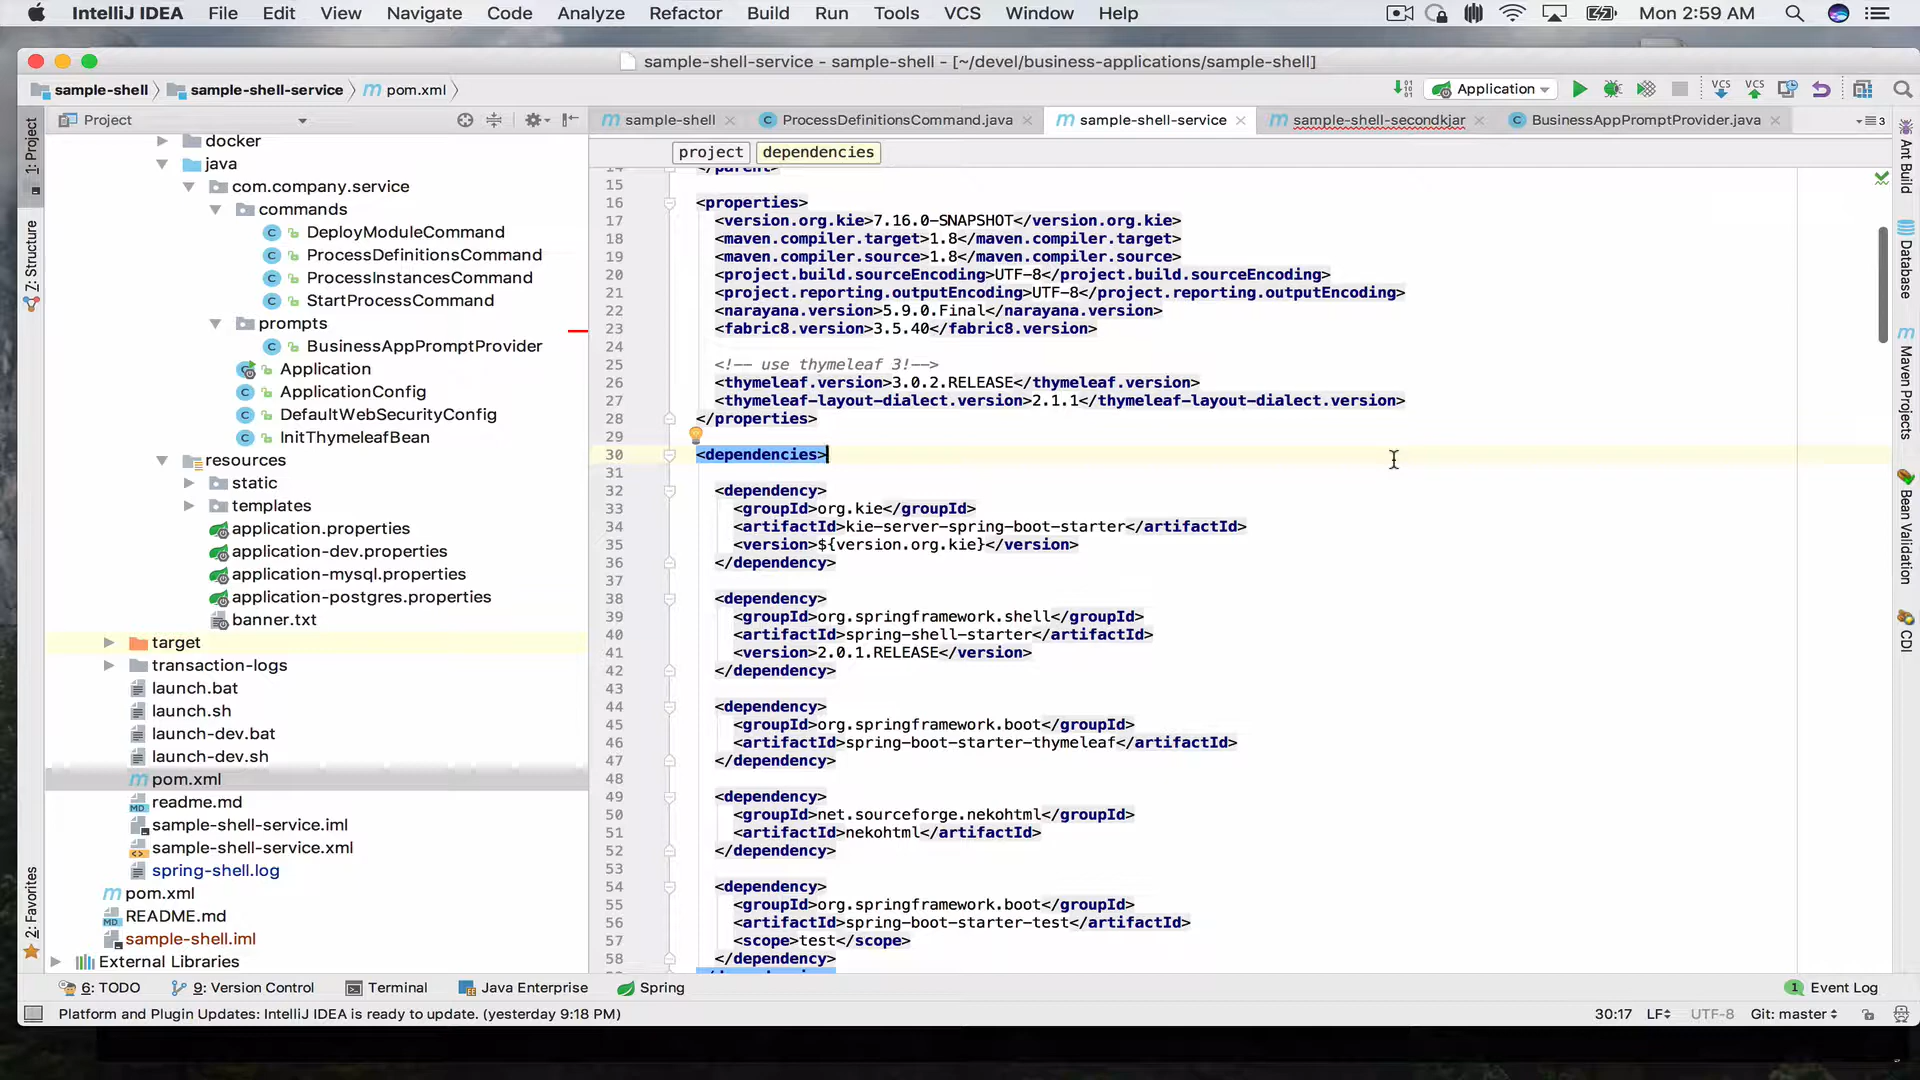 IntelliJ IDEA File Edit View Navigate Code Analyze Refactor Build Run Tools VCS Window Help Mon 2:59 AM
sample-shell-service - sample-shell - [~/devel/business-applications/sample-shell]
sample-shell sample-shell-service pom.xml Application VCS VCS
Project sample-shell ProcessDefinitionsCommand.java sample-shell-service sample-shell-secondkjar BusinessAppPromptProvider.java 3
project dependencies
1: Project
7: Structure
2: Favorites
docker
java
com.company.service
commands
DeployModuleCommand
ProcessDefinitionsCommand
ProcessInstancesCommand
StartProcessCommand
prompts
BusinessAppPromptProvider
Application
ApplicationConfig
DefaultWebSecurityConfig
InitThymeleafBean
resources
static
templates
application.properties
application-dev.properties
application-mysql.properties
application-postgres.properties
banner.txt
target
transaction-logs
launch.bat
launch.sh
launch-dev.bat
launch-dev.sh
pom.xml
readme.md
sample-shell-service.iml
sample-shell-service.xml
spring-shell.log
pom.xml
README.md
sample-shell.iml
External Libraries
14 </parent>
15
16 <properties>
17 <version.org.kie>7.16.0-SNAPSHOT</version.org.kie>
18 <maven.compiler.target>1.8</maven.compiler.target>
19 <maven.compiler.source>1.8</maven.compiler.source>
20 <project.build.sourceEncoding>UTF-8</project.build.sourceEncoding>
21 <project.reporting.outputEncoding>UTF-8</project.reporting.outputEncoding>
22 <narayana.version>5.9.0.Final</narayana.version>
23 <fabric8.version>3.5.40</fabric8.version>
24
25 <!-- use thymeleaf 3!-->
26 <thymeleaf.version>3.0.2.RELEASE</thymeleaf.version>
27 <thymeleaf-layout-dialect.version>2.1.1</thymeleaf-layout-dialect.version>
28 </properties>
29
30 <dependencies>
31
32 <dependency>
33 <groupId>org.kie</groupId>
34 <artifactId>kie-server-spring-boot-starter</artifactId>
35 <version>${version.org.kie}</version>
36 </dependency>
37
38 <dependency>
39 <groupId>org.springframework.shell</groupId>
40 <artifactId>spring-shell-starter</artifactId>
41 <version>2.0.1.RELEASE</version>
42 </dependency>
43
44 <dependency>
45 <groupId>org.springframework.boot</groupId>
46 <artifactId>spring-boot-starter-thymeleaf</artifactId>
47 </dependency>
48
49 <dependency>
50 <groupId>net.sourceforge.nekohtml</groupId>
51 <artifactId>nekohtml</artifactId>
52 </dependency>
53
54 <dependency>
55 <groupId>org.springframework.boot</groupId>
56 <artifactId>spring-boot-starter-test</artifactId>
57 <scope>test</scope>
58 </dependency>
Ant Build
Database
Maven Projects
Bean Validation
CDI
6: TODO 9: Version Control Terminal Java Enterprise Spring 1 Event Log
Platform and Plugin Updates: IntelliJ IDEA is ready to update. (yesterday 9:18 PM) 30:17 LF UTF-8 Git: master